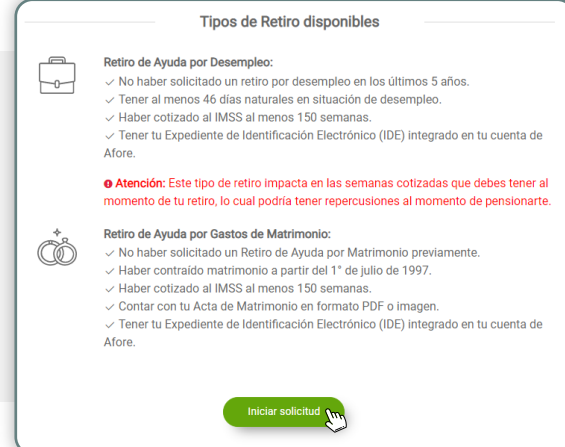 Tipos de Retiro disponibles
Retiro de Ayuda por Desempleo:
No haber solicitado un retiro por desempleo en los últimos 5 años.
Tener al menos 46 días naturales en situación de desempleo.
Haber cotizado al IMSS al menos 150 semanas.
Tener tu Expediente de Identificación Electrónico (IDE) integrado en tu cuenta de
Afore.
Atención: Este tipo de retiro impacta en las semanas cotizadas que debes tener al
momento de tu retiro, lo cual podría tener repercusiones al momento de pensionarte.
Retiro de Ayuda por Gastos de Matrimonio:
No haber solicitado un Retiro de Ayuda por Matrimonio previamente.
Haber contraído matrimonio a partir del 1° de julio de 1997.
Haber cotizado al IMSS al menos 150 semanas.
Contar con tu Acta de Matrimonio en formato PDF o imagen.
Tener tu Expediente de Identificación Electrónico (IDE) integrado en tu cuenta de
Afore.
Iniciar solicitud